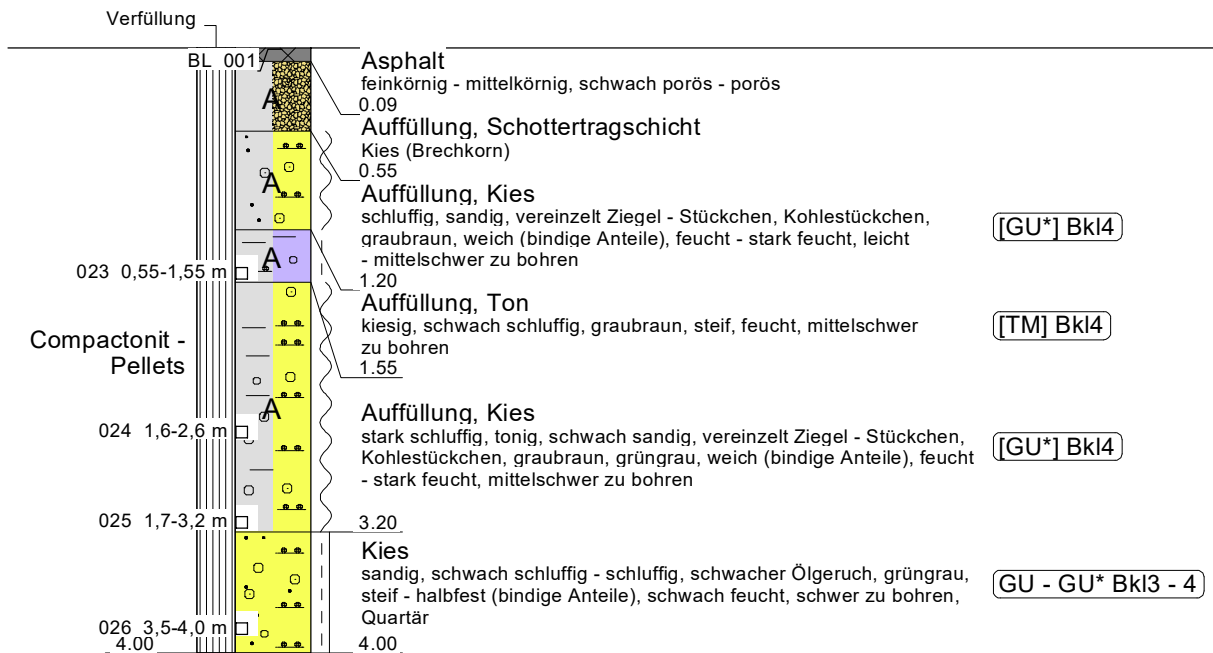 Verfüllung
BL 001
Asphalt
feinkörnig - mittelkörnig, schwach porös - porös
0.09
A
Auffüllung, Schottertragschicht
Kies (Brechkorn)
0.55
A
Auffüllung, Kies
schluffig, sandig, vereinzelt Ziegel - Stückchen, Kohlestückchen,
graubraun, weich (bindige Anteile), feucht - stark feucht, leicht
- mittelschwer zu bohren
[GU*] Bkl4
1.20
A
023 0,55-1,55 m
Auffüllung, Ton
kiesig, schwach schluffig, graubraun, steif, feucht, mittelschwer
zu bohren
[TM] Bkl4
1.55
Compactonit -
Pellets
A
024 1,6-2,6 m
Auffüllung, Kies
stark schluffig, tonig, schwach sandig, vereinzelt Ziegel - Stückchen,
Kohlestückchen, graubraun, grüngrau, weich (bindige Anteile), feucht
- stark feucht, mittelschwer zu bohren
[GU*] Bkl4
025 1,7-3,2 m
3.20
Kies
sandig, schwach schluffig - schluffig, schwacher Ölgeruch, grüngrau,
steif - halbfest (bindige Anteile), schwach feucht, schwer zu bohren,
Quartär
GU - GU* Bkl3 - 4
026 3,5-4,0 m
4.00
4.00